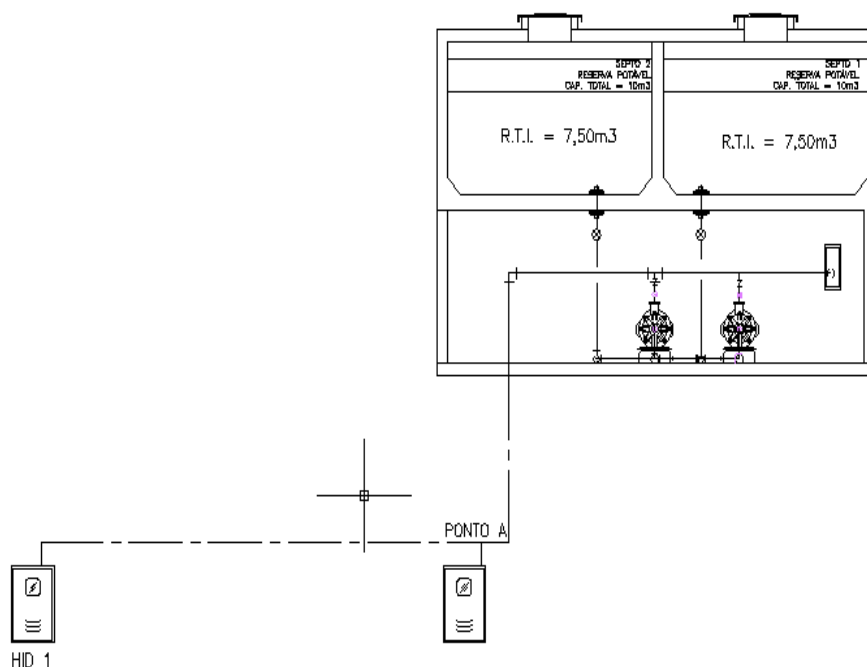 SEPTO 2
RESERVA POTÁVEL
CAP. TOTAL = 10m3
R.T.I. = 7,50m3
SEPTO 1
RESERVA POTÁVEL
CAP. TOTAL = 10m3
R.T.I. = 7,50m3
PONTO A
HID 1